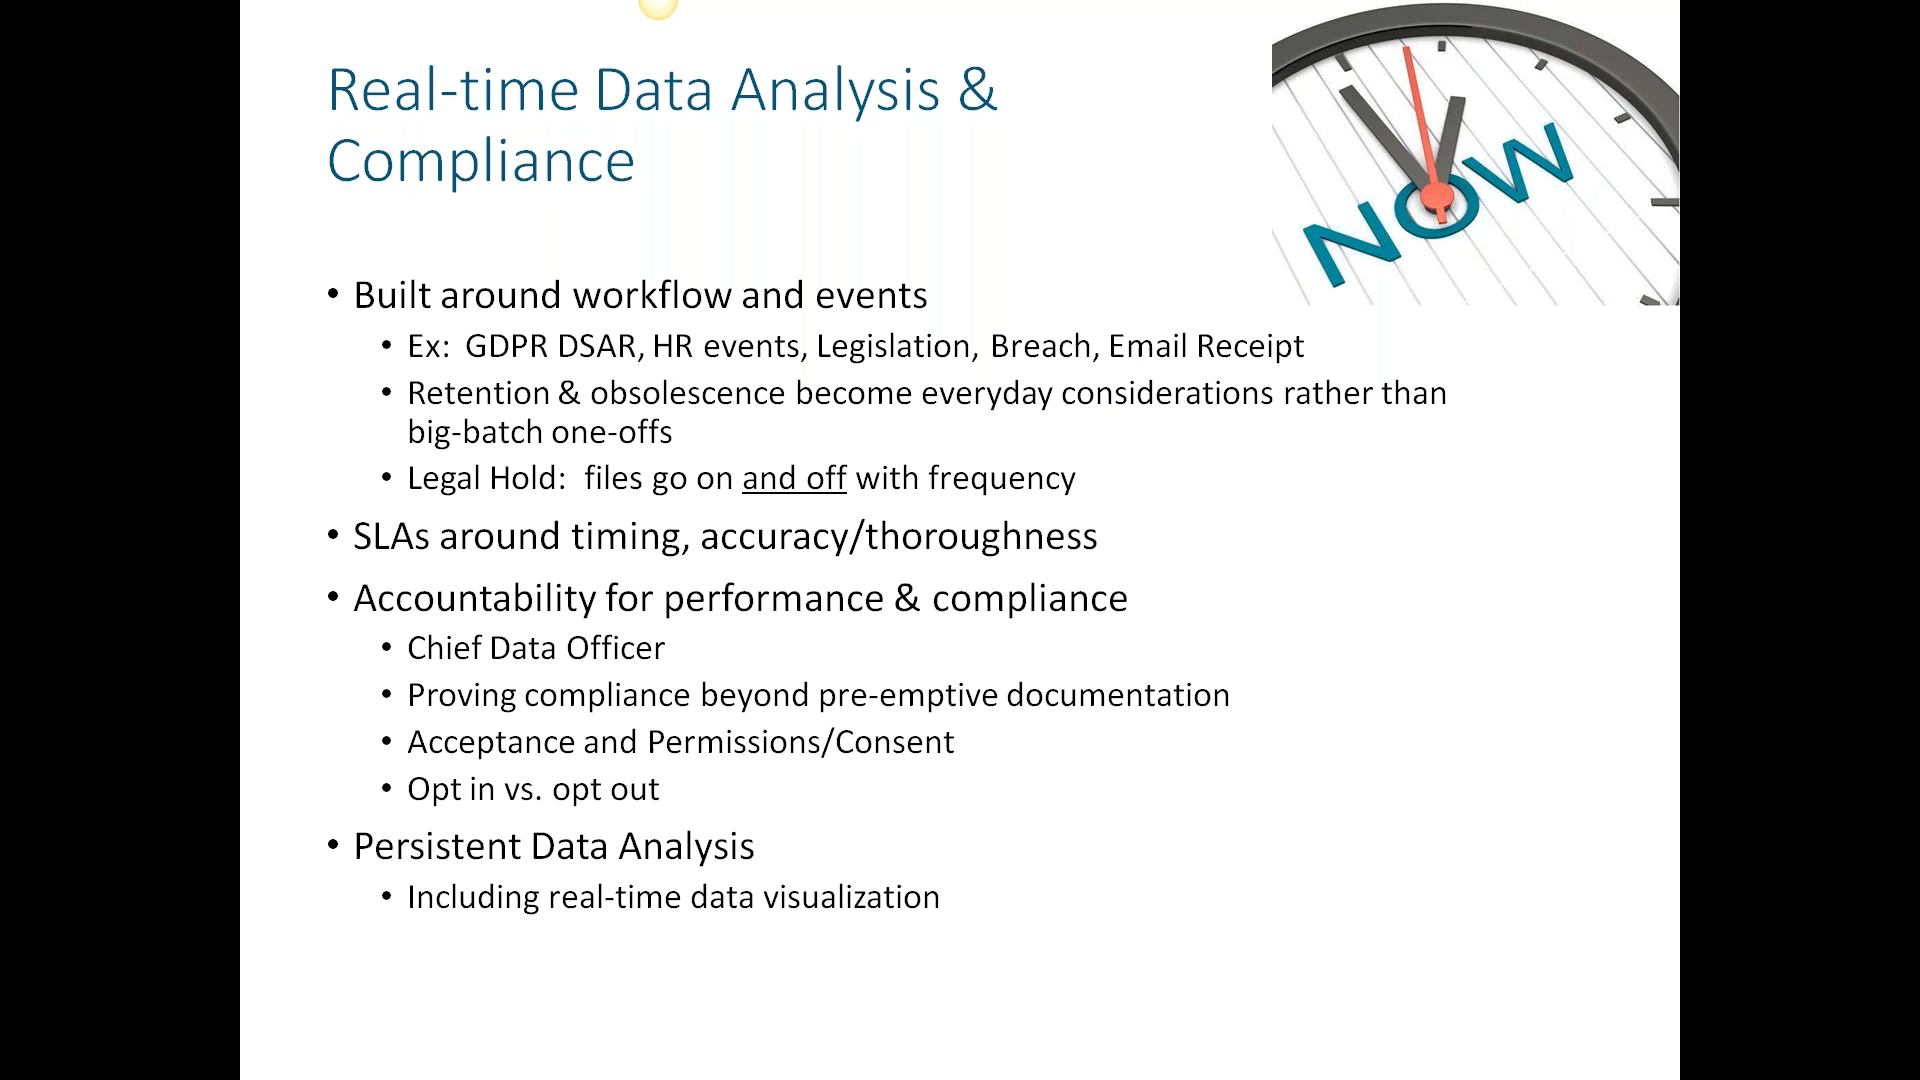 Real-time Data Analysis &
Compliance
NOW
• Built around workflow and events
• Ex:  GDPR DSAR, HR events, Legislation, Breach, Email Receipt
• Retention & obsolescence become everyday considerations rather than
big-batch one-offs
• Legal Hold:  files go on and off with frequency
• SLAs around timing, accuracy/thoroughness
• Accountability for performance & compliance
• Chief Data Officer
• Proving compliance beyond pre-emptive documentation
• Acceptance and Permissions/Consent
• Opt in vs. opt out
• Persistent Data Analysis
• Including real-time data visualization